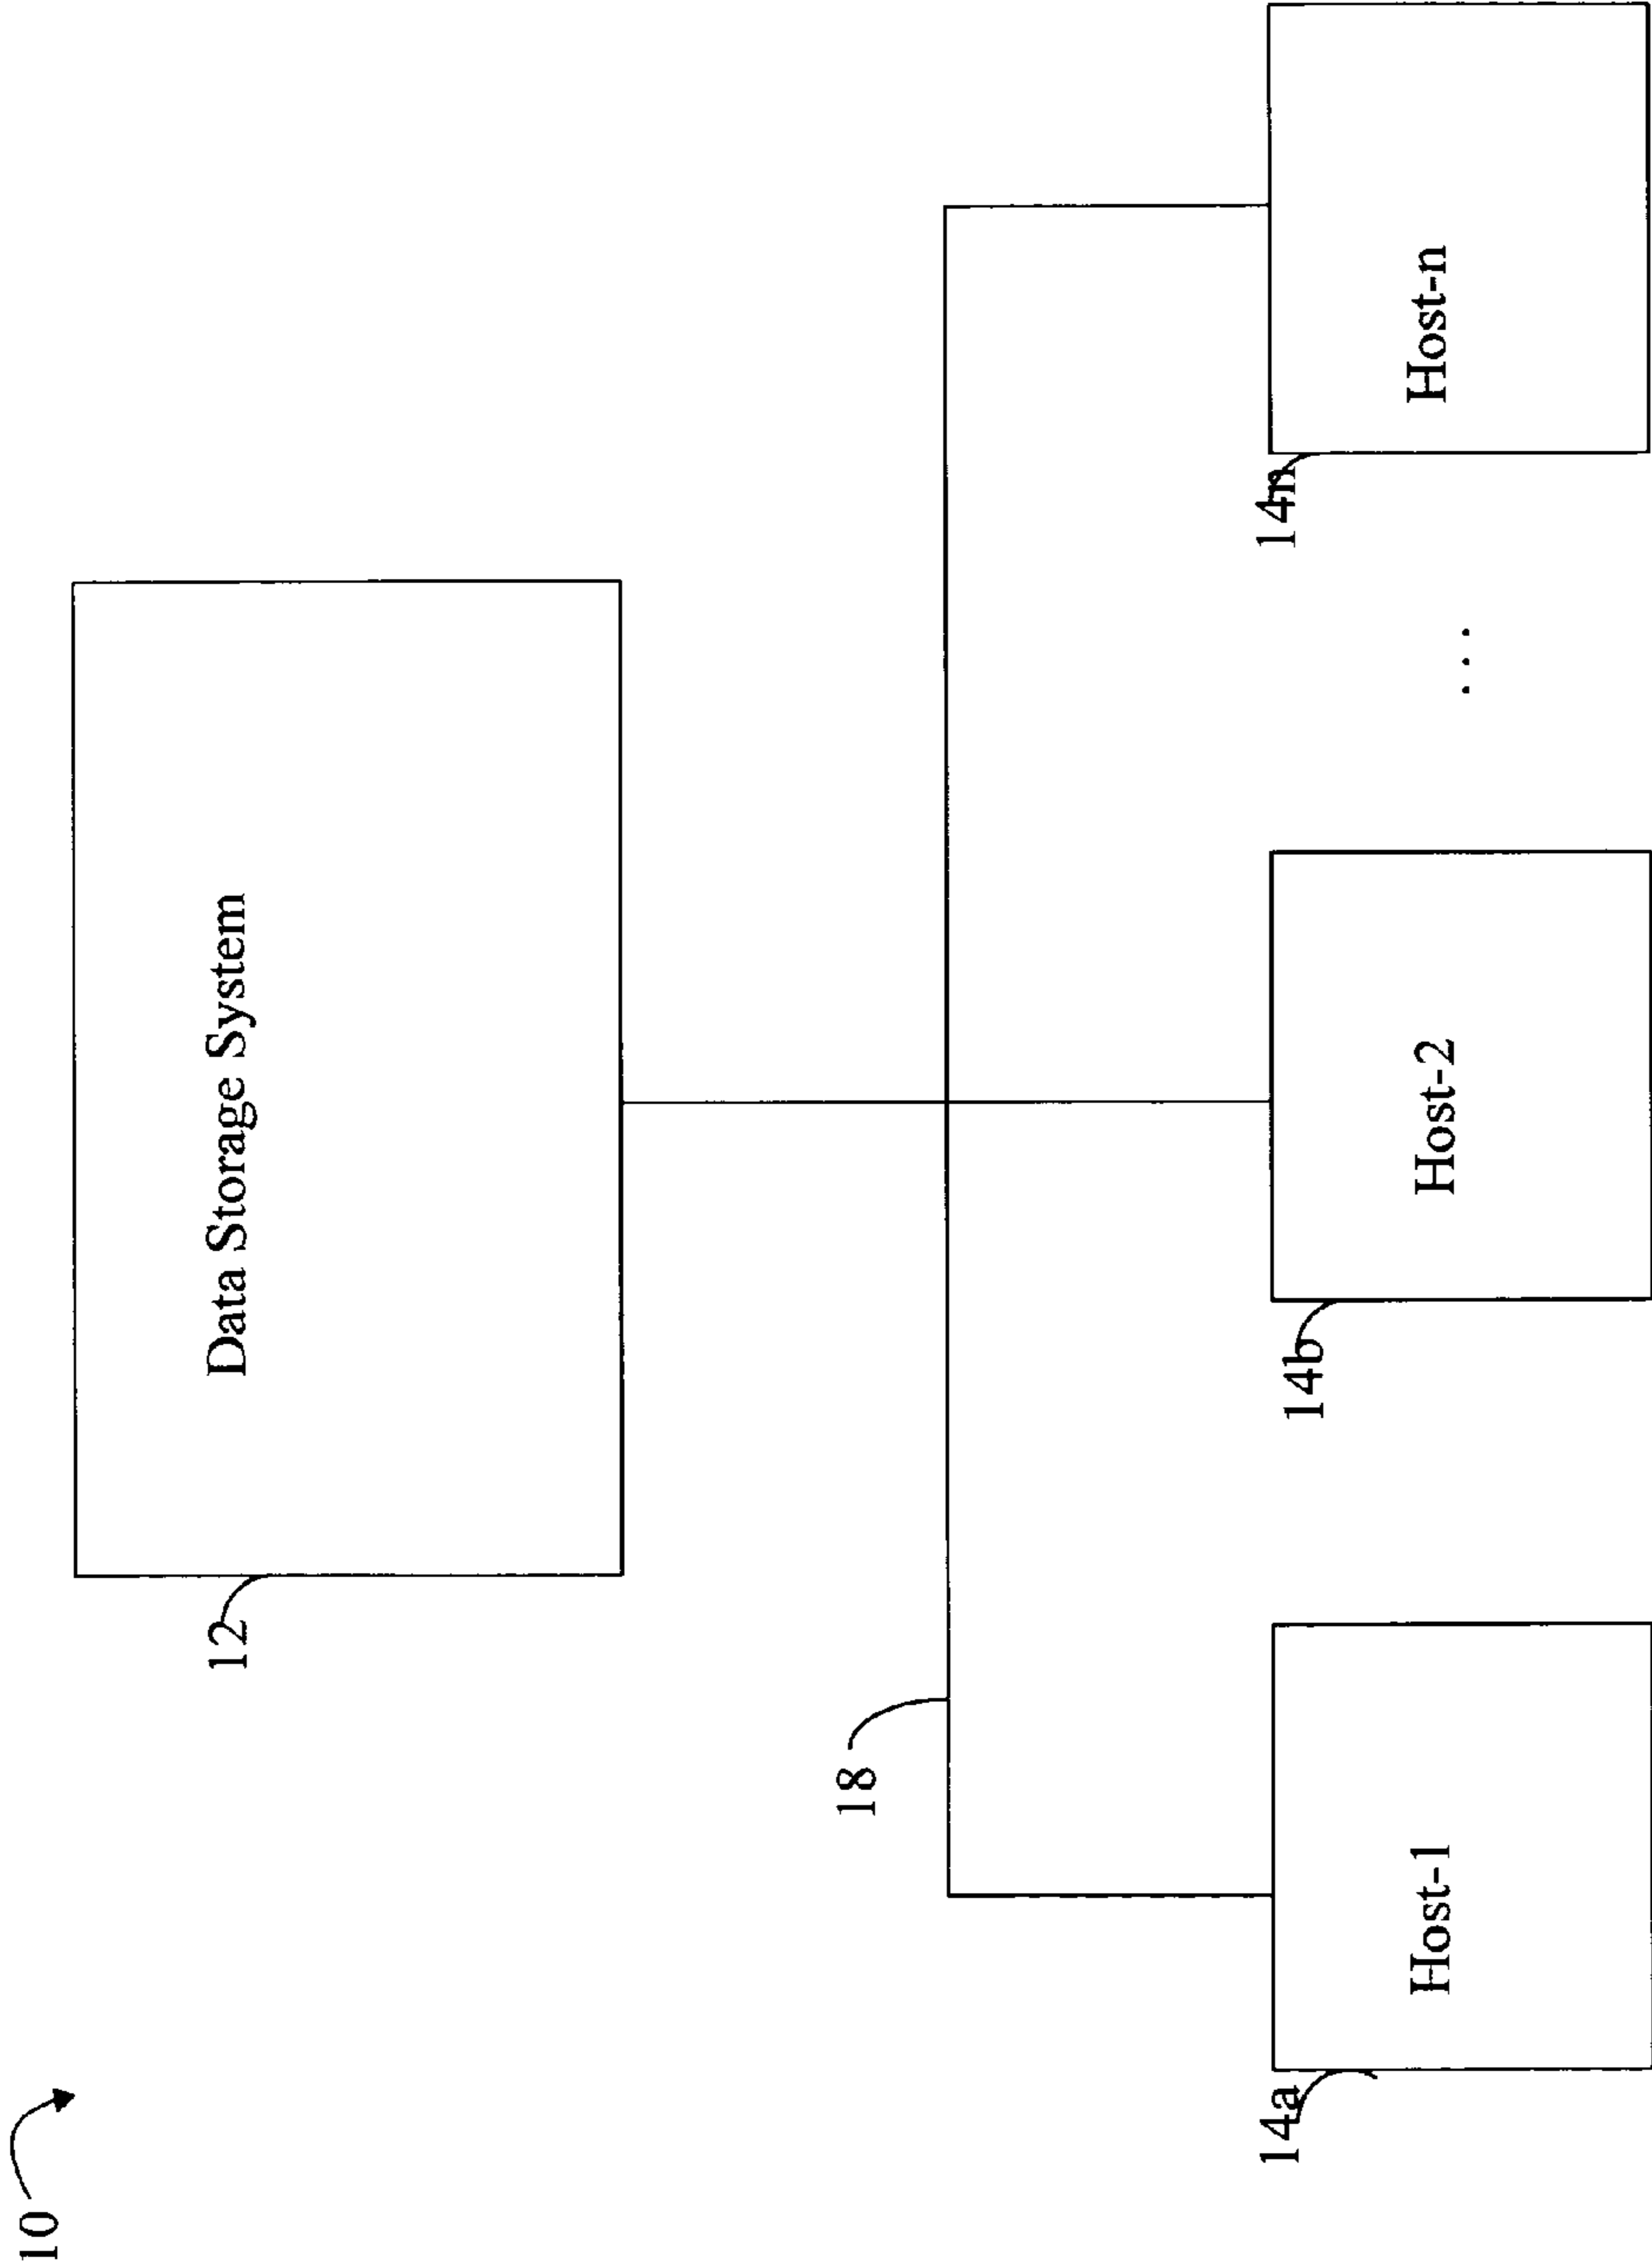 10
12
Data Storage System
18
14a
Host-1
14b
Host-2
. . .
14n
Host-n